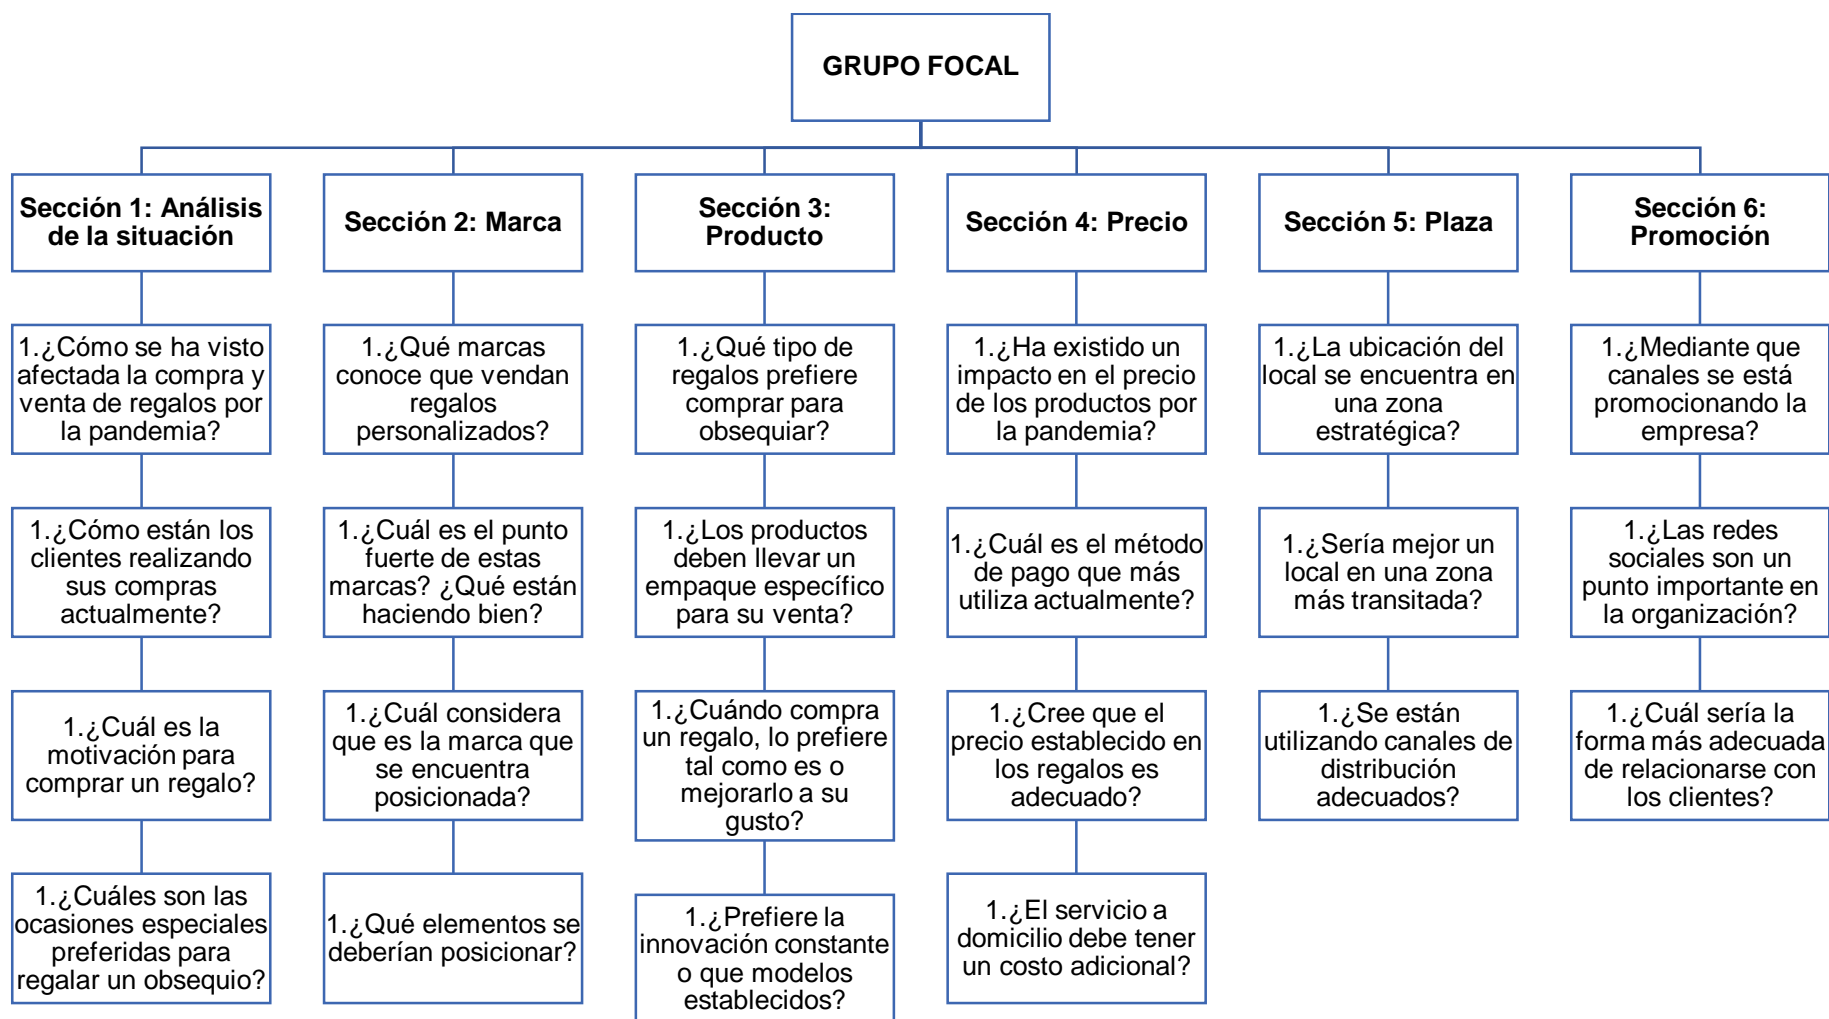 GRUPO FOCAL
Sección 1: Análisis
de la situación
1.¿Cómo se ha visto
afectada la compra y
venta de regalos por
la pandemia?
1.¿Cómo están los
clientes realizando
sus compras
actualmente?
1.¿Cuál es la
motivación para
comprar un regalo?
1.¿Cuáles son las
ocasiones especiales
preferidas para
regalar un obsequio?
Sección 2: Marca
1.¿Qué marcas
conoce que vendan
regalos
personalizados?
1.¿Cuál es el punto
fuerte de estas
marcas? ¿Qué están
haciendo bien?
1.¿Cuál considera
que es la marca que
se encuentra
posicionada?
1.¿Qué elementos se
deberían posicionar?
Sección 3:
Producto
1.¿Qué tipo de
regalos prefiere
comprar para
obsequiar?
1.¿Los productos
deben llevar un
empaque específico
para su venta?
1.¿Cuándo compra
un regalo, lo prefiere
tal como es o
mejorarlo a su
gusto?
1.¿Prefiere la
innovación constante
o que modelos
establecidos?
Sección 4: Precio
1.¿Ha existido un
impacto en el precio
de los productos por
la pandemia?
1.¿Cuál es el método
de pago que más
utiliza actualmente?
1.¿Cree que el
precio establecido en
los regalos es
adecuado?
1.¿El servicio a
domicilio debe tener
un costo adicional?
Sección 5: Plaza
1.¿La ubicación del
local se encuentra en
una zona
estratégica?
1.¿Sería mejor un
local en una zona
más transitada?
1.¿Se están
utilizando canales de
distribución
adecuados?
Sección 6:
Promoción
1.¿Mediante que
canales se está
promocionando la
empresa?
1.¿Las redes
sociales son un
punto importante en
la organización?
1.¿Cuál sería la
forma más adecuada
de relacionarse con
los clientes?